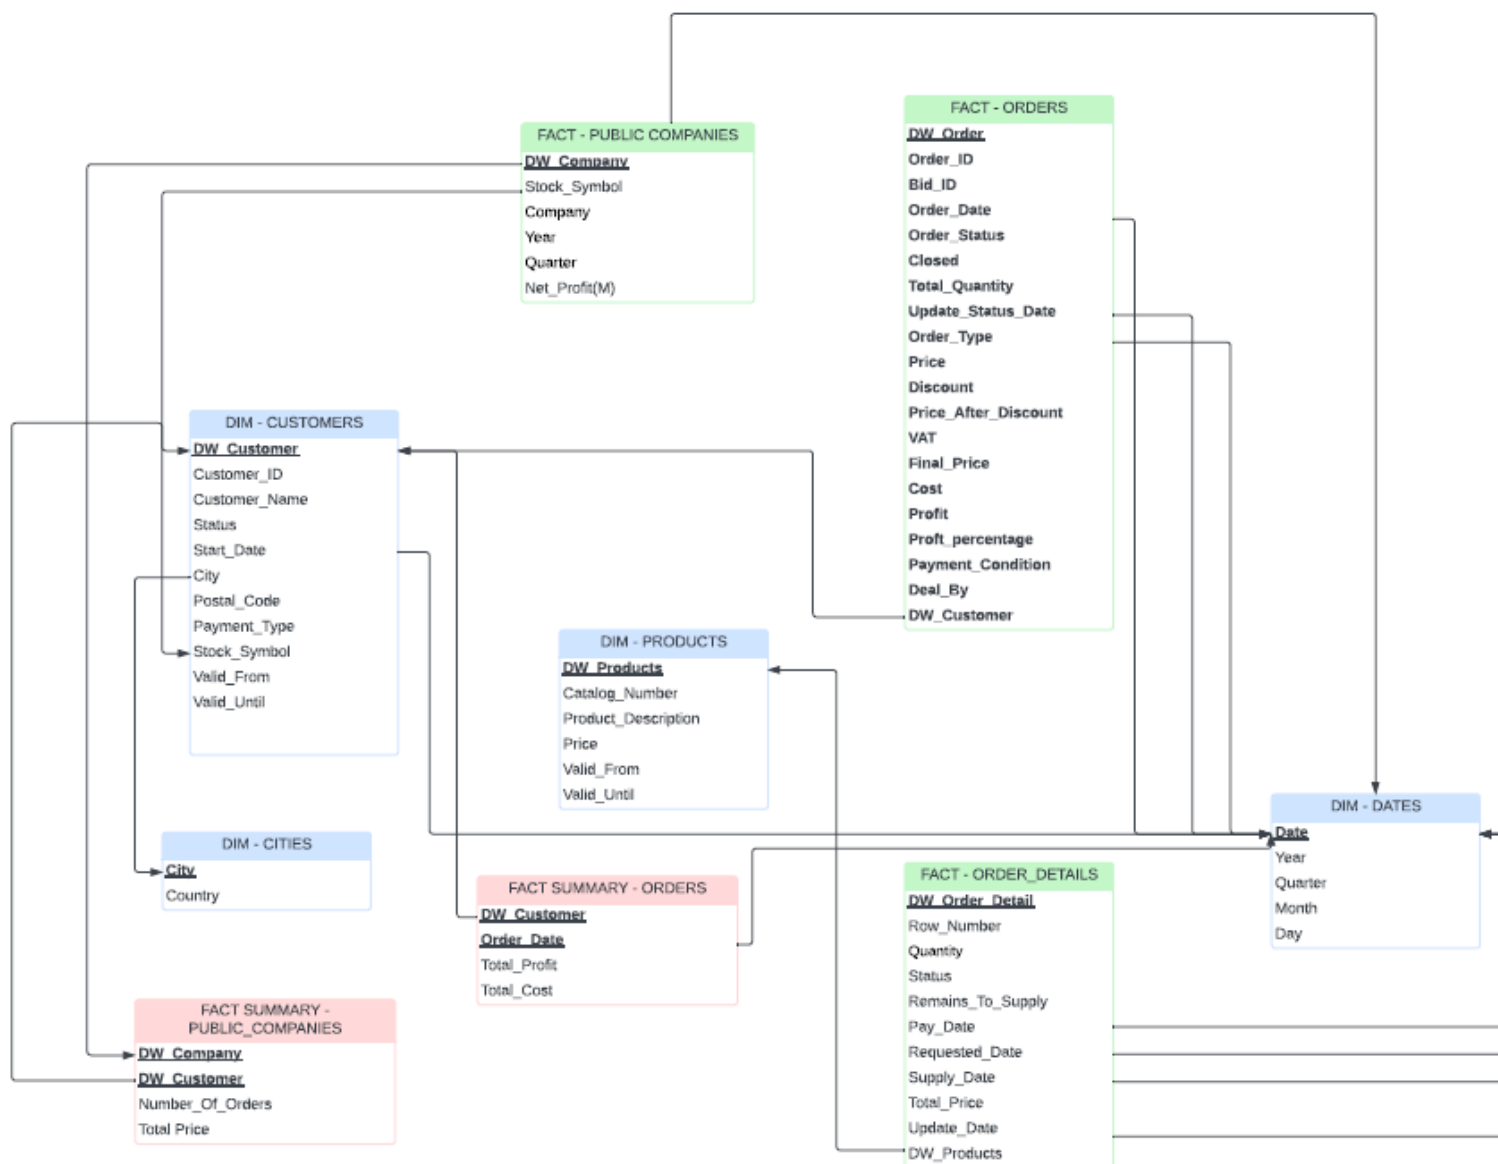 FACT - PUBLIC COMPANIES
DW_Company
Stock_Symbol
Company
Year
Quarter
Net_Profit(M)
FACT - ORDERS
DW_Order
Order_ID
Bid_ID
Order_Date
Order_Status
Closed
Total_Quantity
Update_Status_Date
Order_Type
Price
Discount
Price_After_Discount
VAT
Final_Price
Cost
Profit
Proft_percentage
Payment_Condition
Deal_By
DW_Customer
DIM - CUSTOMERS
DW_Customer
Customer_ID
Customer_Name
Status
Start_Date
City
Postal_Code
Payment_Type
Stock_Symbol
Valid_From
Valid_Until
DIM - PRODUCTS
DW_Products
Catalog_Number
Product_Description
Price
Valid_From
Valid_Until
DIM - DATES
Date
Year
Quarter
Month
Day
DIM - CITIES
City
Country
FACT SUMMARY - ORDERS
DW_Customer
Order_Date
Total_Profit
Total_Cost
FACT - ORDER_DETAILS
DW_Order_Detail
Row_Number
Quantity
Status
Remains_To_Supply
Pay_Date
Requested_Date
Supply_Date
Total_Price
Update_Date
DW_Products
FACT SUMMARY -
PUBLIC_COMPANIES
DW_Company
DW_Customer
Number_Of_Orders
Total Price